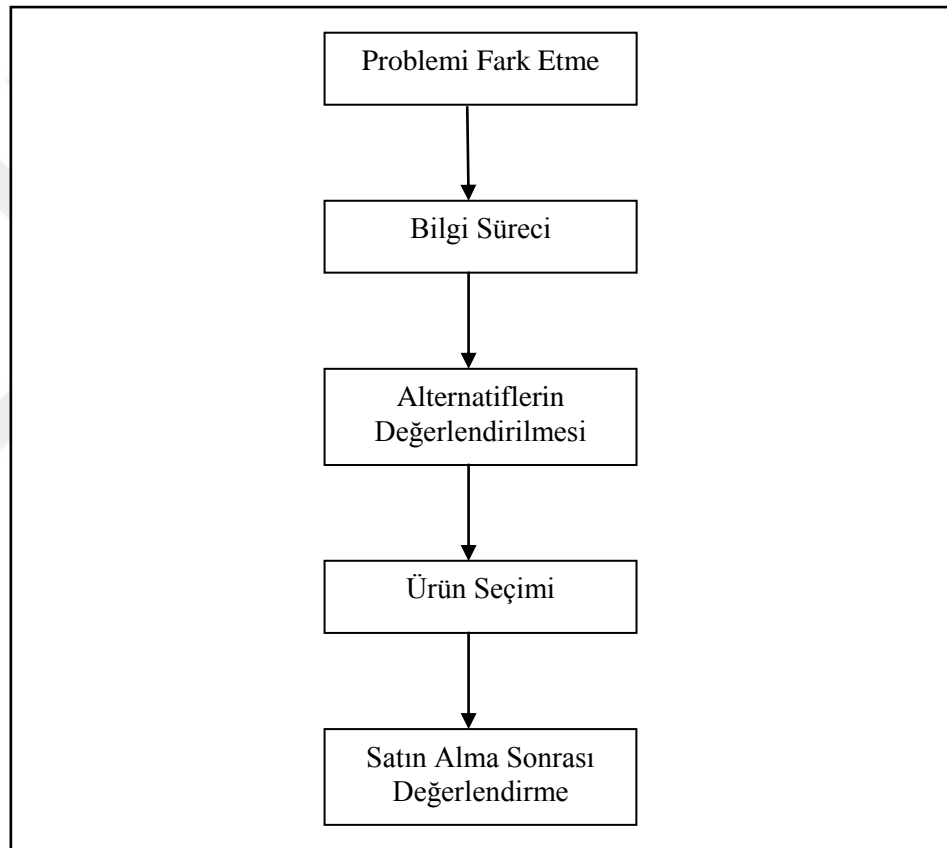 Problemi Fark Etme
Bilgi Süreci
Alternatiflerin
Değerlendirilmesi
Ürün Seçimi
Satın Alma Sonrası
Değerlendirme